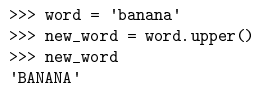 >>> word = 'banana'
>>> new_word = word.upper()
>>> new_word
'BANANA'